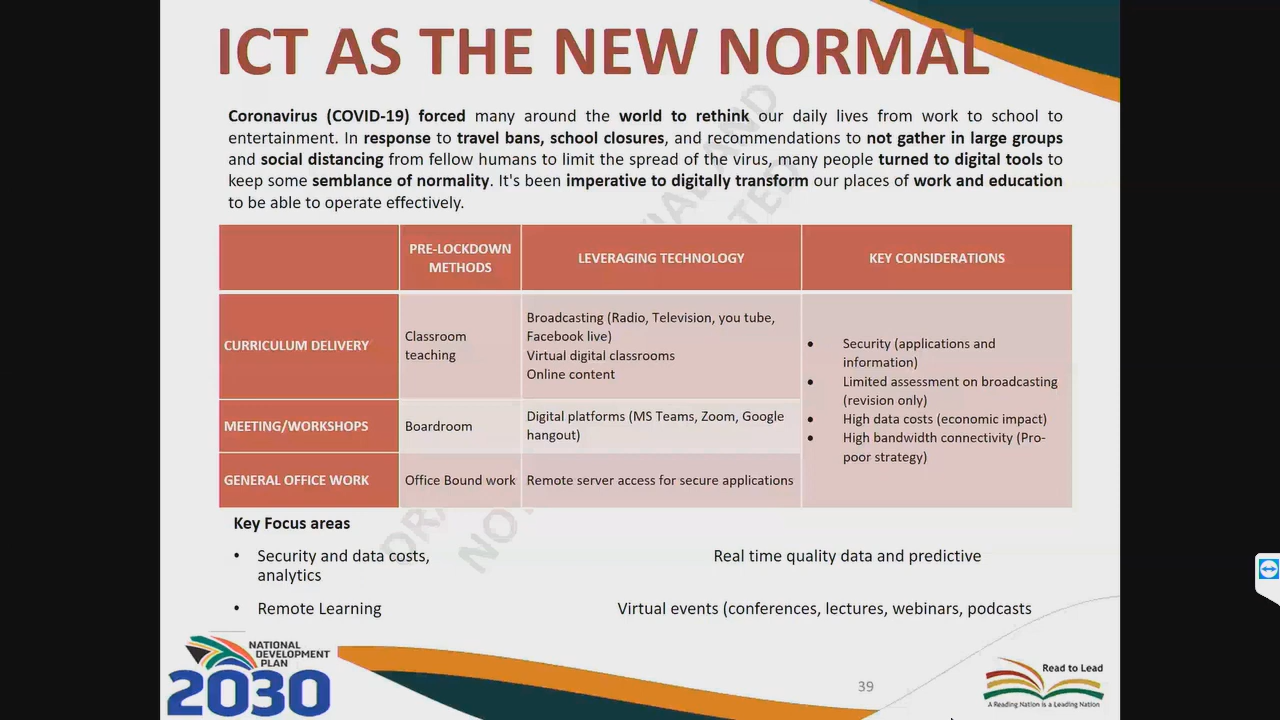 ICT AS THE NEW NORMAL
Coronavirus (COVID-19) forced many around the world to rethink our daily lives from work to school to
entertainment. In response to travel bans, school closures, and recommendations to not gather in large groups
and social distancing from fellow humans to limit the spread of the virus, many people turned to digital tools to
keep some semblance of normality. It's been imperative to digitally transform our places of work and education
to be able to operate effectively.
PRE-LOCKDOWN
METHODS
LEVERAGING TECHNOLOGY
KEY CONSIDERATIONS
CURRICULUM DELIVERY
Classroom
teaching
Broadcasting (Radio, Television, you tube,
Facebook live)
Virtual digital classrooms
Online content
MEETING/WORKSHOPS
Boardroom
Digital platforms (MS Teams, Zoom, Google
hangout)
GENERAL OFFICE WORK
Office Bound work
Remote server access for secure applications
• Security (applications and
information)
• Limited assessment on broadcasting
(revision only)
• High data costs (economic impact)
• High bandwidth connectivity (Pro-
poor strategy)
Key Focus areas
• Security and data costs, Real time quality data and predictive
analytics
• Remote Learning Virtual events (conferences, lectures, webinars, podcasts
NATIONAL
DEVELOPMENT
PLAN
2030
39
Read to Lead
A Reading Nation is a Leading Nation